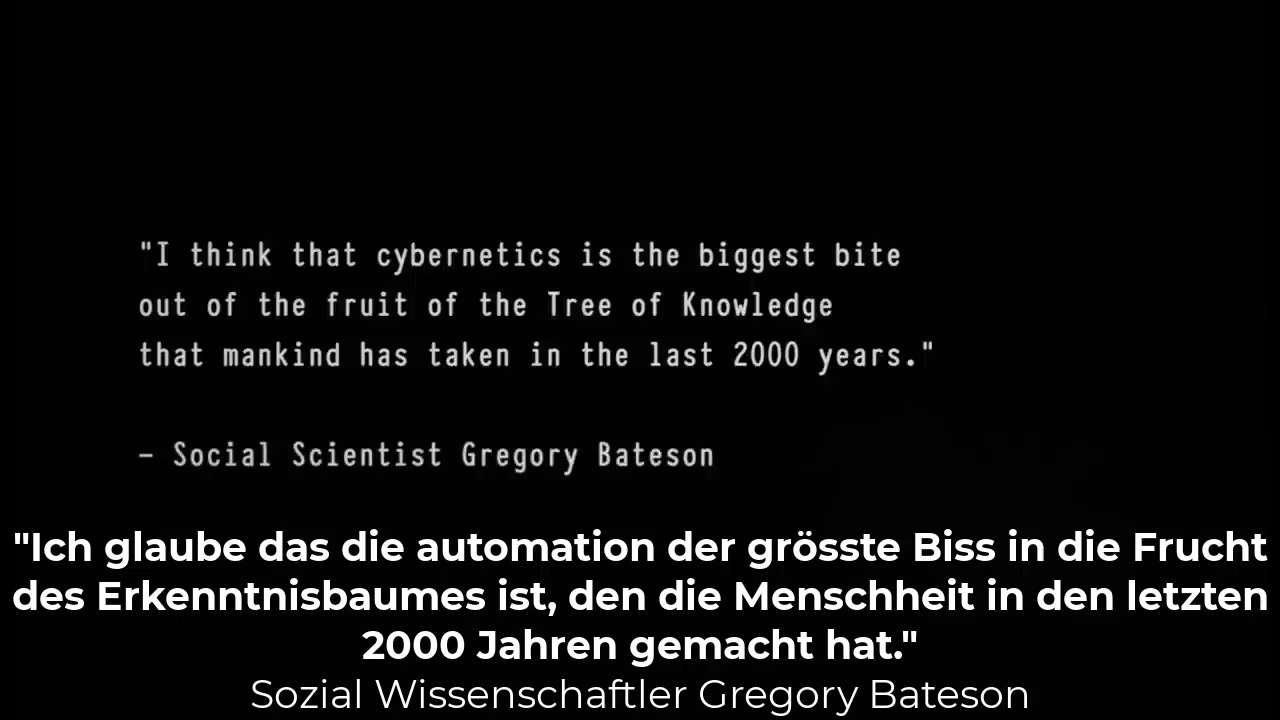 "I think that cybernetics is the biggest bite
out of the fruit of the Tree of Knowledge
that mankind has taken in the last 2000 years."
– Social Scientist Gregory Bateson
"Ich glaube das die automation der grösste Biss in die Frucht
des Erkenntnisbaumes ist, den die Menschheit in den letzten
2000 Jahren gemacht hat."
Sozial Wissenschaftler Gregory Bateson